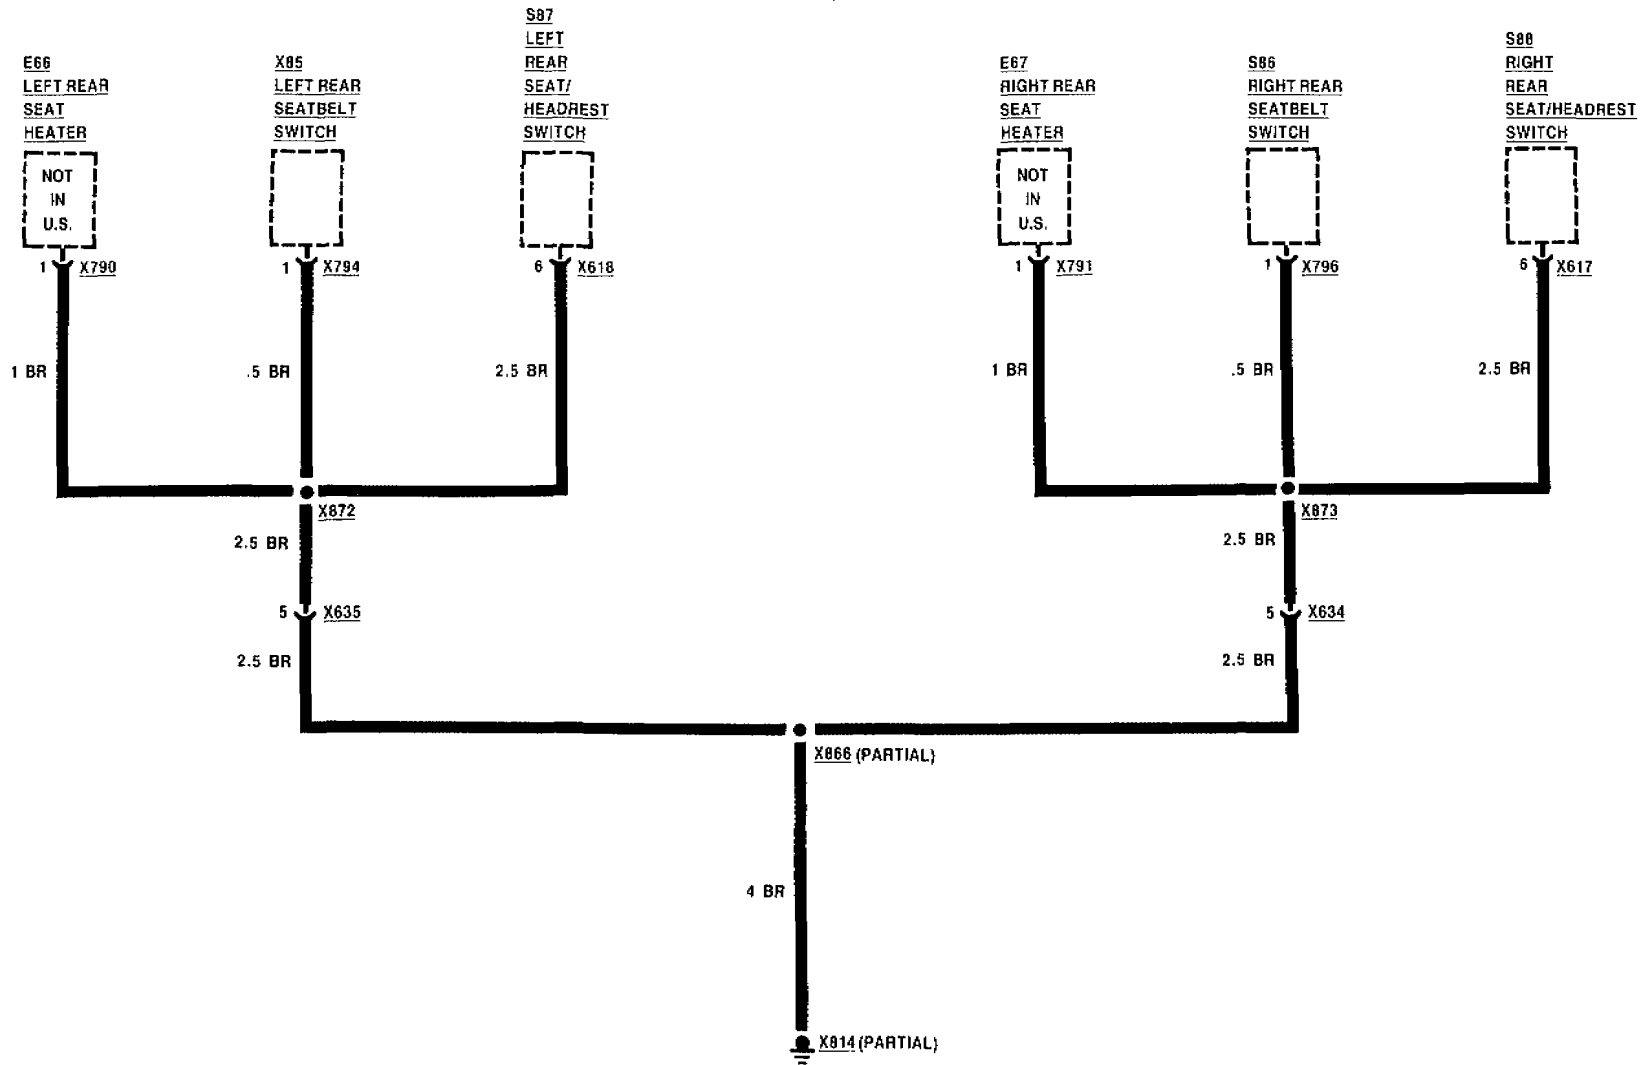 S87
LEFT
REAR
SEAT/
HEADREST
SWITCH
E66
LEFT REAR
SEAT
HEATER
X85
LEFT REAR
SEATBELT
SWITCH
E67
RIGHT REAR
SEAT
HEATER
S86
RIGHT REAR
SEATBELT
SWITCH
S88
RIGHT
REAR
SEAT/HEADREST
SWITCH
NOT
IN
U.S.
NOT
IN
U.S.
1 X790
1 X794
6 X618
1 X791
1 X796
6 X617
1 BR
.5 BR
2.5 BR
1 BR
.5 BR
2.5 BR
X872
X873
2.5 BR
2.5 BR
5 X635
5 X634
2.5 BR
2.5 BR
X866 (PARTIAL)
4 BR
X814 (PARTIAL)